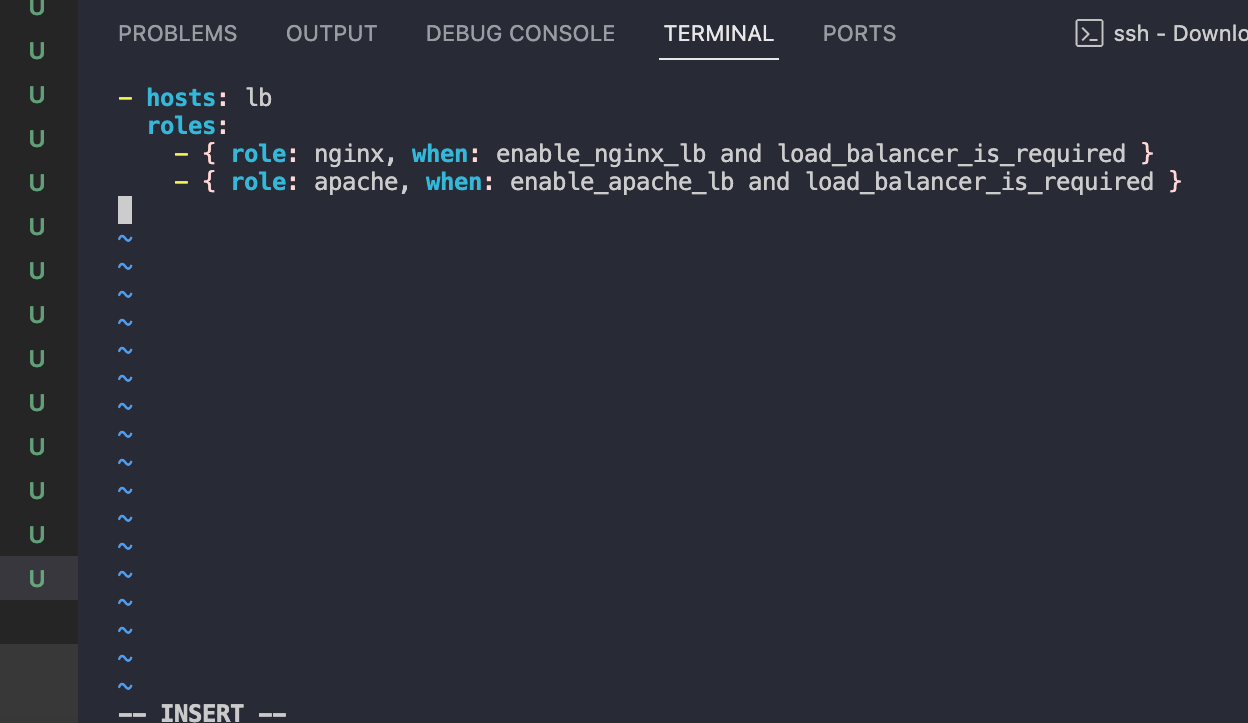 U
PROBLEMS OUTPUT DEBUG CONSOLE TERMINAL PORTS ssh - Downlo
U
U
- hosts: lb
U
roles:
- { role: nginx, when: enable_nginx_lb and load_balancer_is_required }
U
- { role: apache, when: enable_apache_lb and load_balancer_is_required }
U
~
U
~
U
~
~
U
~
U
~
~
U
~
U
~
~
U
~
~
U
~
U
~
~
~
~
~
-- INSERT --